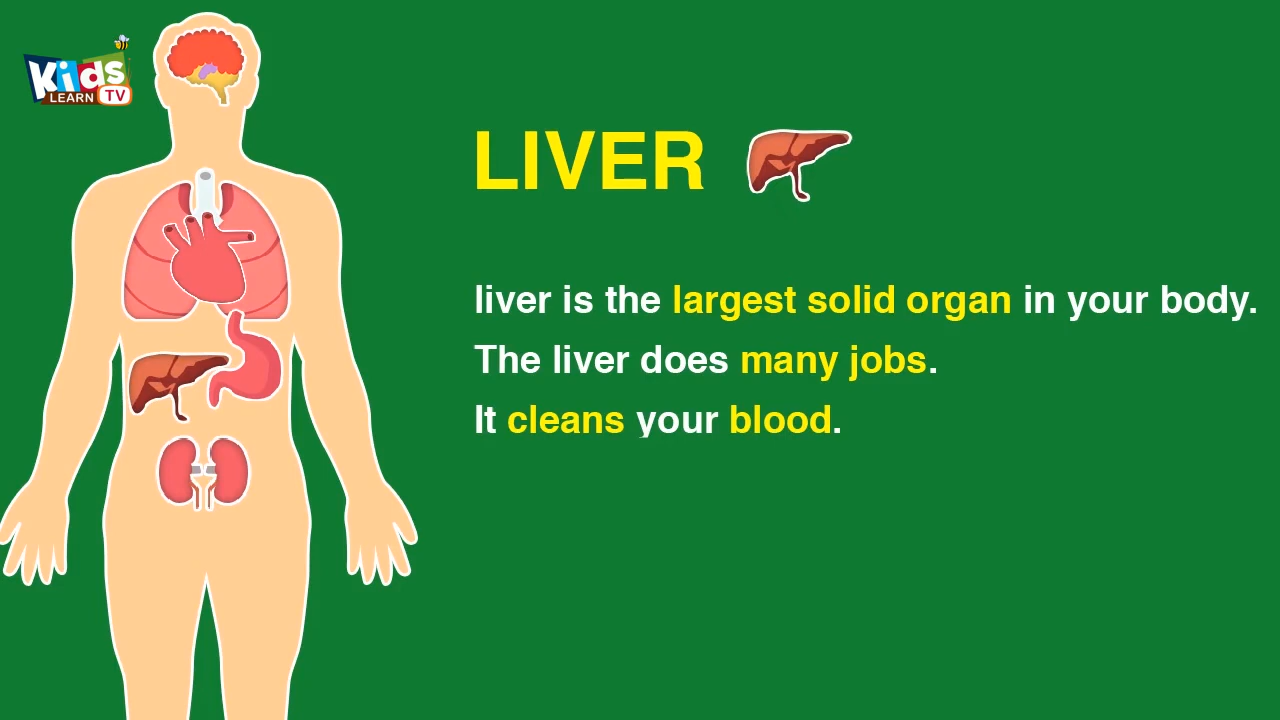 Kids
LEARN TV
LIVER
liver is the largest solid organ in your body.
The liver does many jobs.
It cleans your blood.